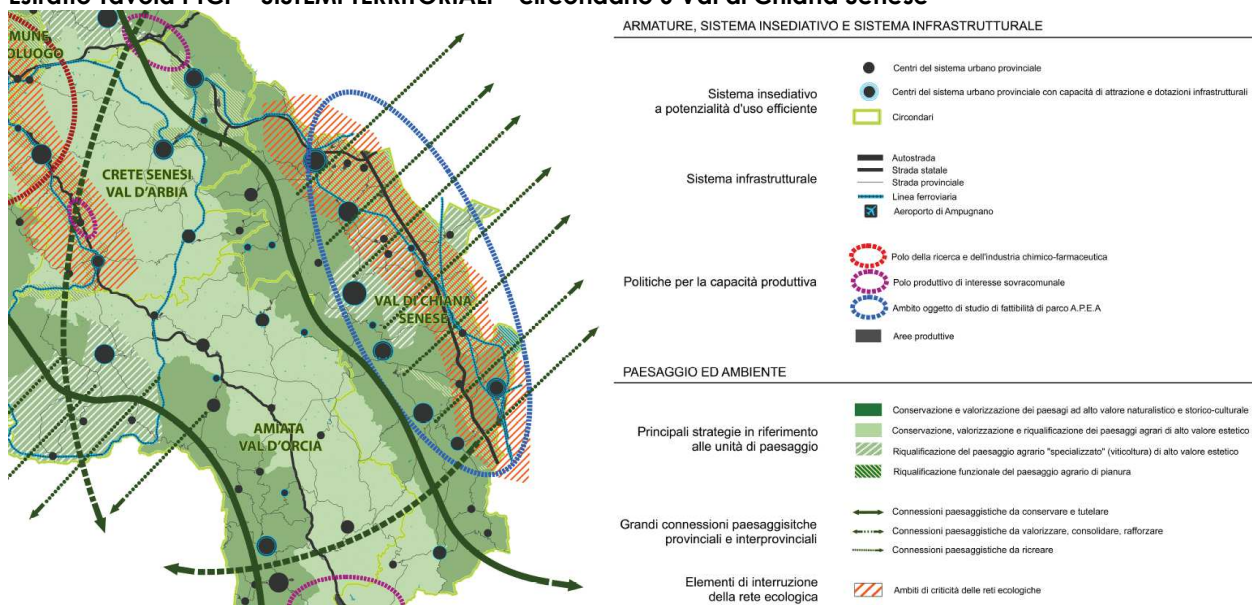 Estratto Tavola PTCP – SISTEMI TERRITORIALI – Circondario 6 Val di Chiana Senese
MUNE
OLUOGO
CRETE SENESI
VAL D'ARBIA
VAL DI CHIANA
SENESE
AMIATA
VAL D'ORCIA
ARMATURE, SISTEMA INSEDIATIVO E SISTEMA INFRASTRUTTURALE
Sistema insediativo
a potenzialità d'uso efficiente
Centri del sistema urbano provinciale
Centri del sistema urbano provinciale con capacità di attrazione e dotazioni infrastrutturali
Circondari
Sistema infrastrutturale
Autostrada
Strada statale
Strada provinciale
Linea ferroviaria
Aeroporto di Ampugnano
Politiche per la capacità produttiva
Polo della ricerca e dell'industria chimico-farmaceutica
Polo produttivo di interesse sovracomunale
Ambito oggetto di studio di fattibilità di parco A.P.E.A
Aree produttive
PAESAGGIO ED AMBIENTE
Principali strategie in riferimento
alle unità di paesaggio
Conservazione e valorizzazione dei paesagi ad alto valore naturalistico e storico-culturale
Conservazione, valorizzazione e riqualificazione dei paesaggi agrari di alto valore estetico
Riqualificazione del paesaggio agrario "specializzato" (viticoltura) di alto valore estetico
Riqualificazione funzionale del paesaggio agrario di pianura
Grandi connessioni paesaggisitche
provinciali e interprovinciali
Connessioni paesaggistiche da conservare e tutelare
Connessioni paesaggistiche da valorizzare, consolidare, rafforzare
Connessioni paesaggistiche da ricreare
Elementi di interruzione
della rete ecologica
Ambiti di criticità delle reti ecologiche